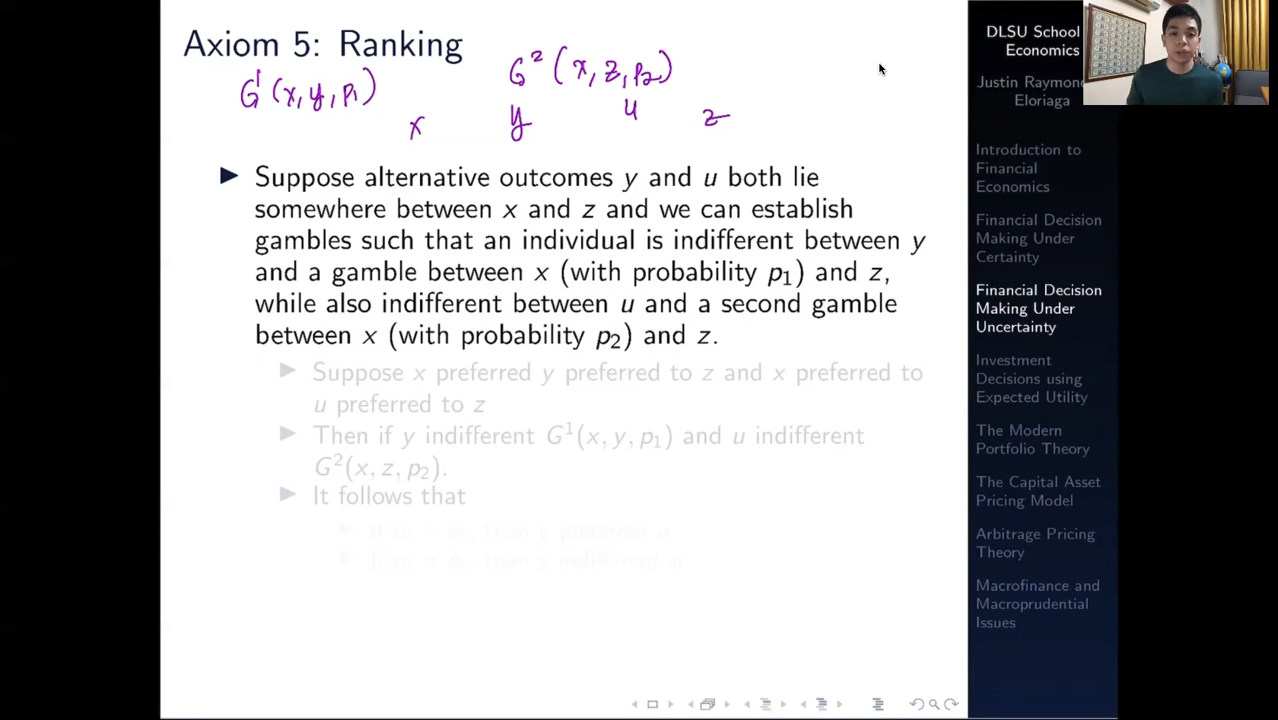 Axiom 5: Ranking
G¹(x, y, p₁)
G²(x, z, p₂)
x y u z
▶ Suppose alternative outcomes y and u both lie
somewhere between x and z and we can establish
gambles such that an individual is indifferent between y
and a gamble between x (with probability p₁) and z,
while also indifferent between u and a second gamble
between x (with probability p₂) and z.
▶ Suppose x preferred y preferred to z and x preferred to
u preferred to z
▶ Then if y indifferent G¹(x, y, p₁) and u indifferent
G²(x, z, p₂).
▶ It follows that
then y preferred u
then y indifferent u
DLSU School
Economics
Justin Raymond
Eloriaga
Introduction to
Financial
Economics
Financial Decision
Making Under
Certainty
Financial Decision
Making Under
Uncertainty
Investment
Decisions using
Expected Utility
The Modern
Portfolio Theory
The Capital Asset
Pricing Model
Arbitrage Pricing
Theory
Macrofinance and
Macroprudential
Issues